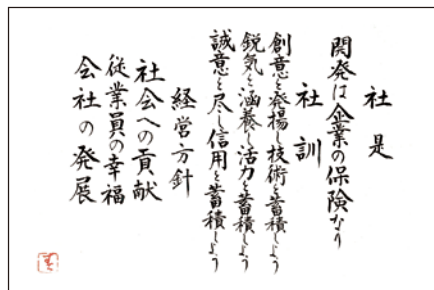 社是
開発は企業の保険なり
社訓
創意を発揚し技術を蓄積しよう
鋭気を涵養し活力を蓄積しよう
誠意を尽し信用を蓄積しよう
経営方針
社会への貢献
従業員の幸福
会社の発展